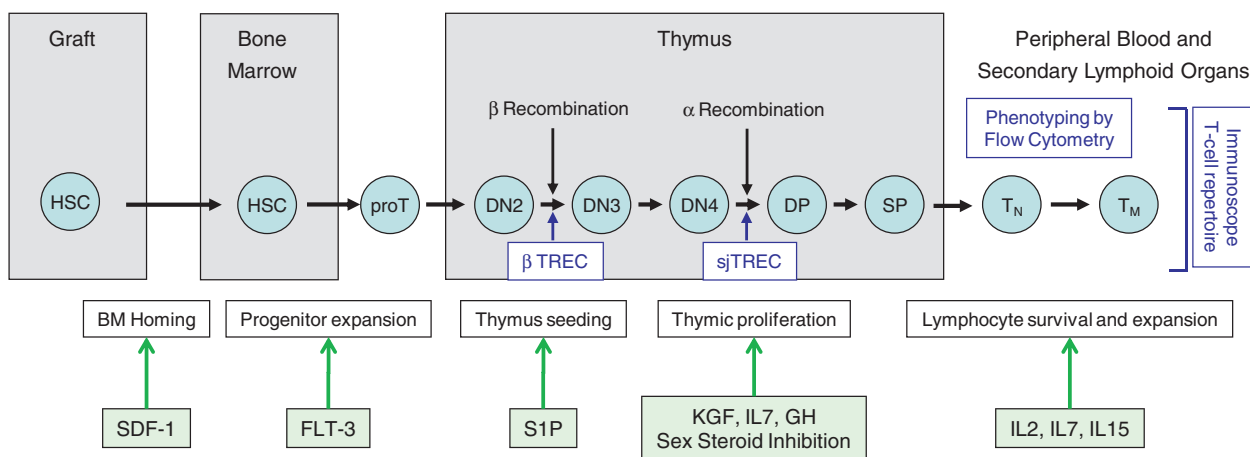 Graft
Bone
Marrow
Thymus
Peripheral Blood and
Secondary Lymphoid Organs
β Recombination
α Recombination
Phenotyping by
Flow Cytometry
Immunoscope
T-cell repertoire
HSC
HSC
proT
DN2
DN3
DN4
DP
SP
TN
TM
β TREC
sjTREC
BM Homing
Progenitor expansion
Thymus seeding
Thymic proliferation
Lymphocyte survival and expansion
SDF-1
FLT-3
S1P
KGF, IL7, GH
Sex Steroid Inhibition
IL2, IL7, IL15